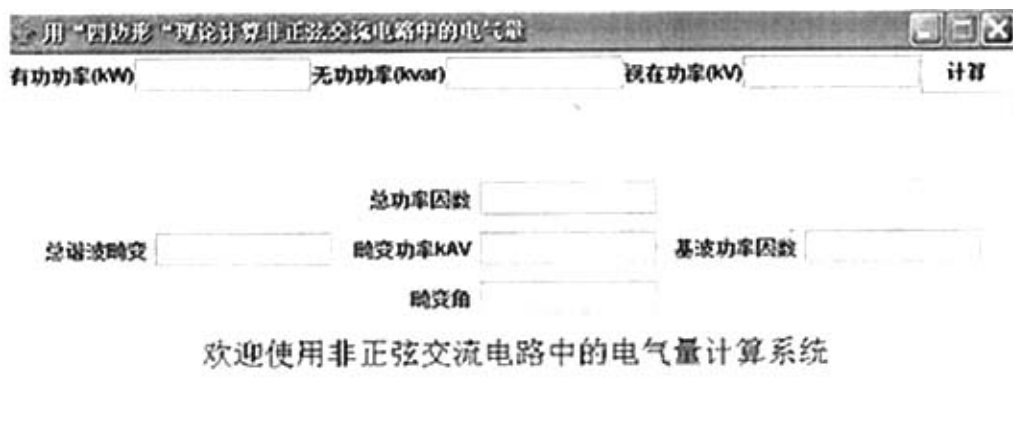 用 "四边形 "理论计算非正弦交流电路中的电气量
有功功率(kW) 无功功率(kvar) 视在功率(kV) 计算
总功率因数
总谐波畸变 畸变功率kAV 基波功率因数
畸变角
欢迎使用非正弦交流电路中的电气量计算系统